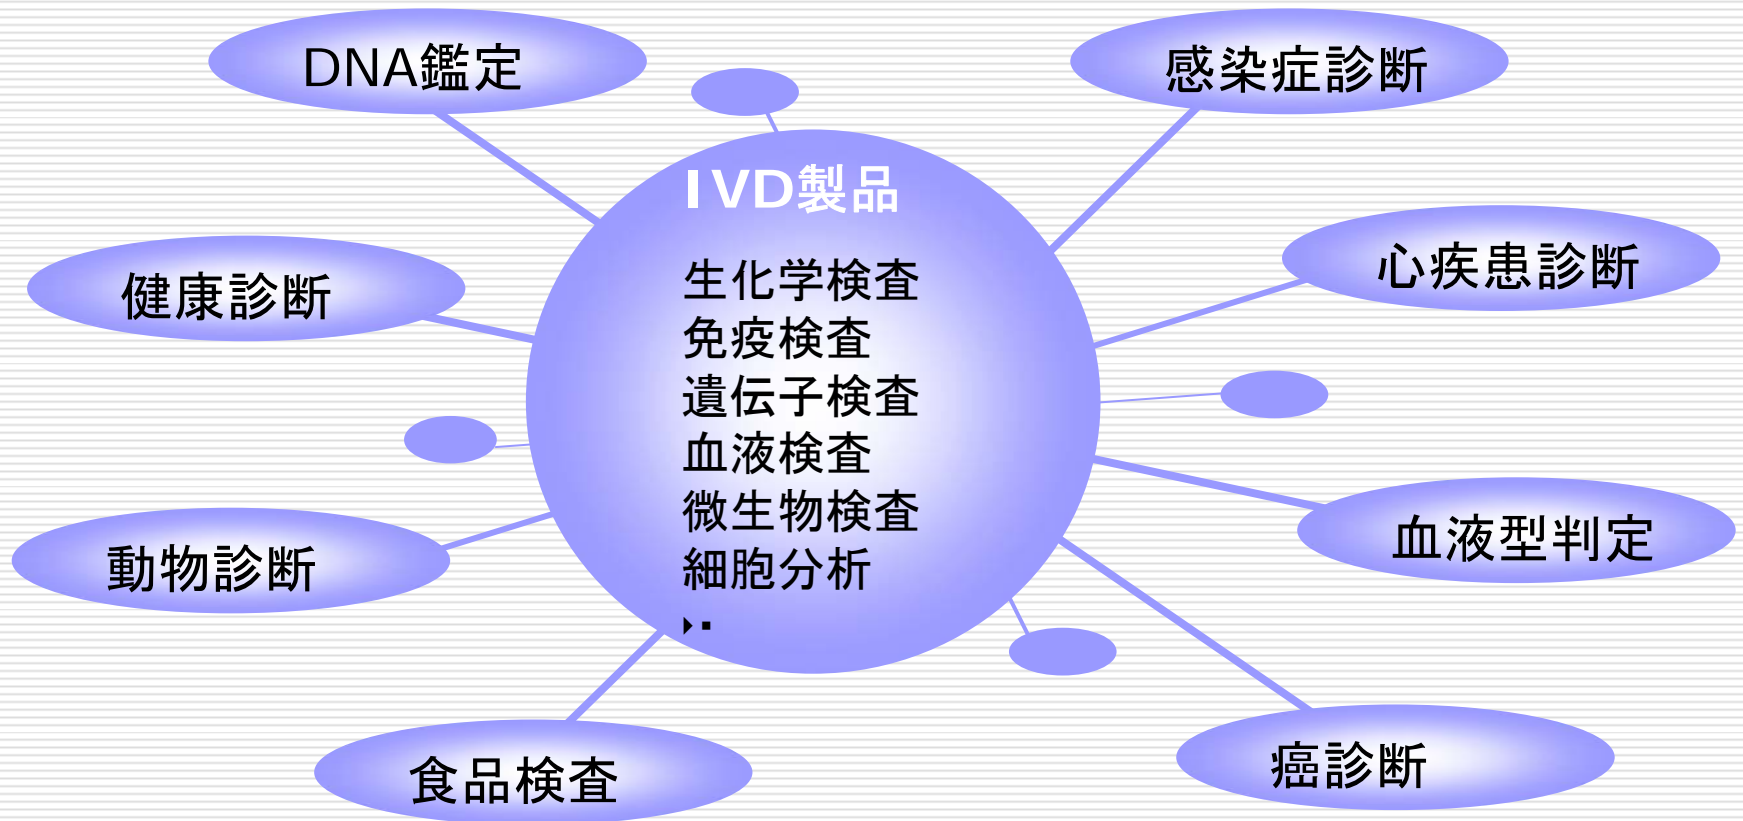 DNA鑑定
感染症診断
IVD製品
生化学検査
免疫検査
遺伝子検査
血液検査
微生物検査
細胞分析
健康診断
心疾患診断
動物診断
血液型判定
食品検査
癌診断